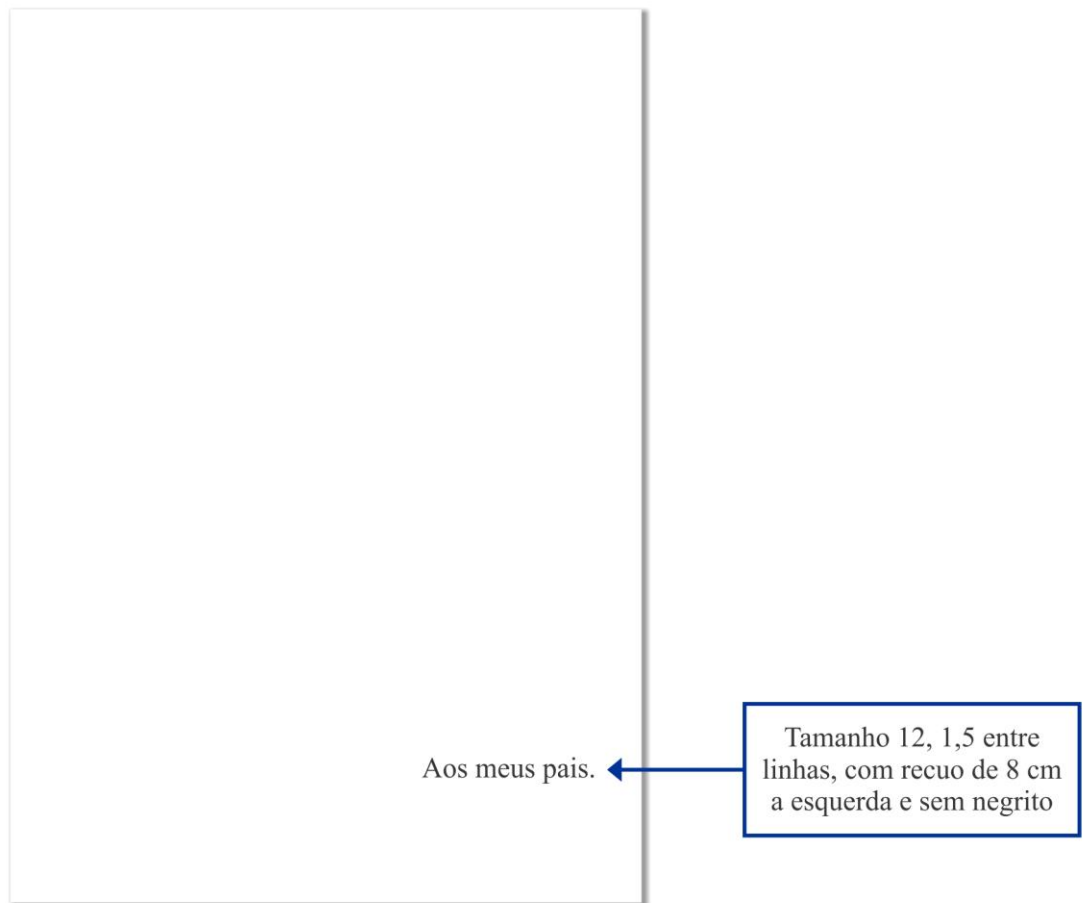 Aos meus pais.
Tamanho 12, 1,5 entre
linhas, com recuo de 8 cm
a esquerda e sem negrito